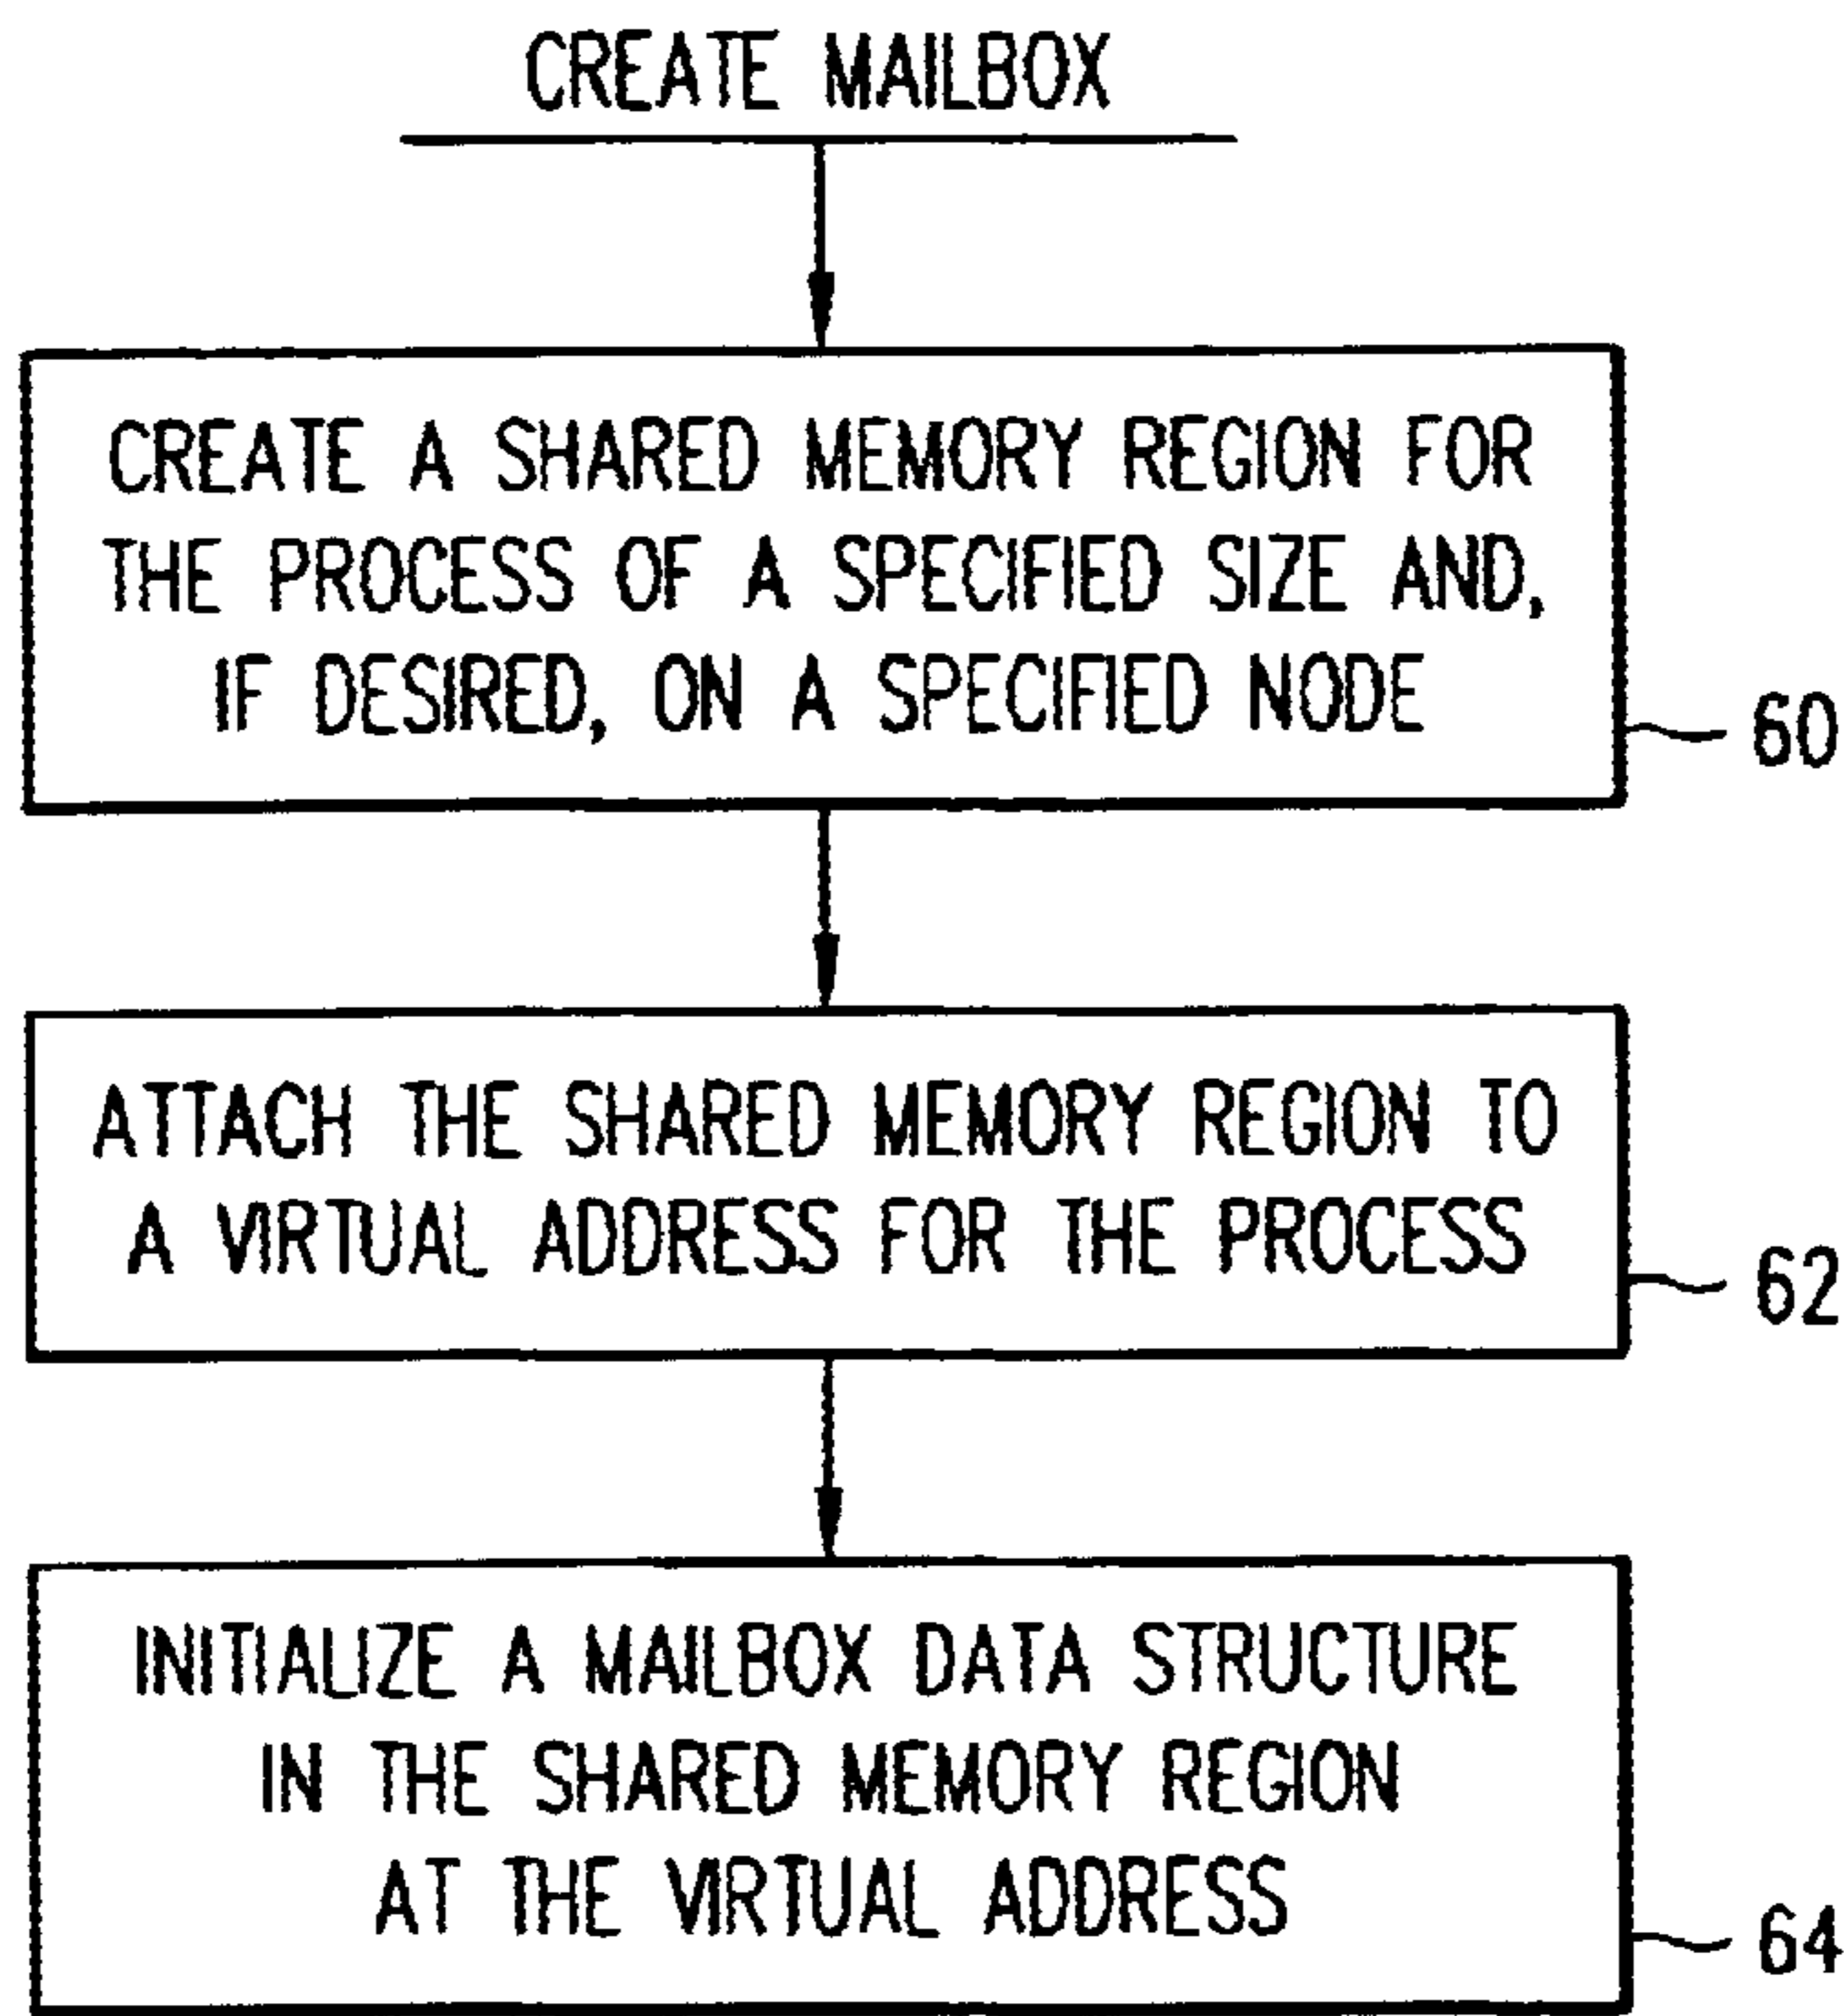 CREATE MAILBOX
CREATE A SHARED MEMORY REGION FOR
THE PROCESS OF A SPECIFIED SIZE AND,
IF DESIRED, ON A SPECIFIED NODE
60
ATTACH THE SHARED MEMORY REGION TO
A VIRTUAL ADDRESS FOR THE PROCESS
62
INITIALIZE A MAILBOX DATA STRUCTURE
IN THE SHARED MEMORY REGION
AT THE VIRTUAL ADDRESS
64